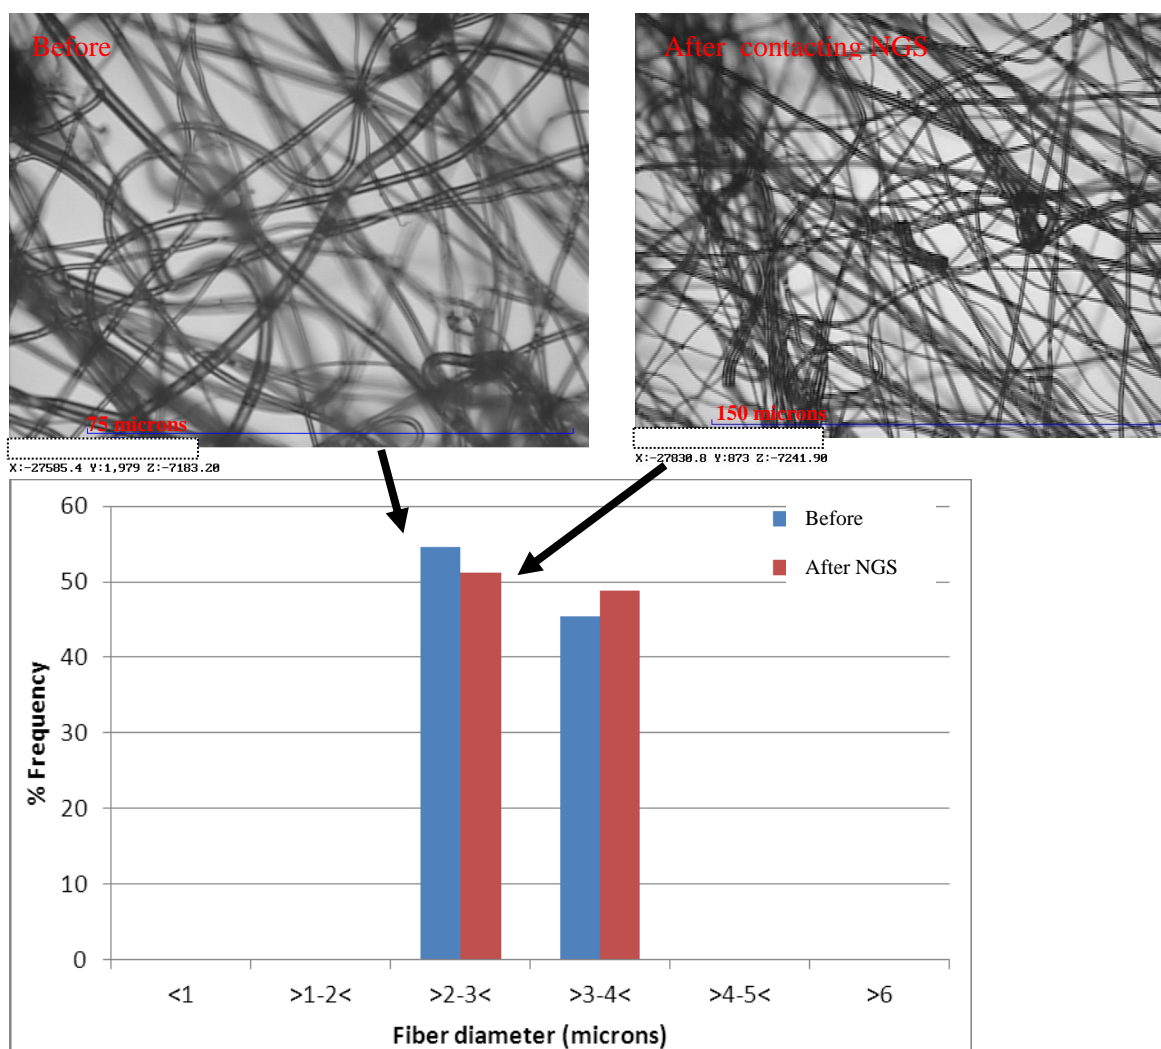 Before
After contacting NGS
75 microns
150 microns
X:-27585.4 Y:1,979 Z:-7183.20
X:-27830.8 Y:873 Z:-7241.90
60
50
40
30
20
10
0
% Frequency
Before
After NGS
<1
>1-2<
>2-3<
>3-4<
>4-5<
>6
Fiber diameter (microns)